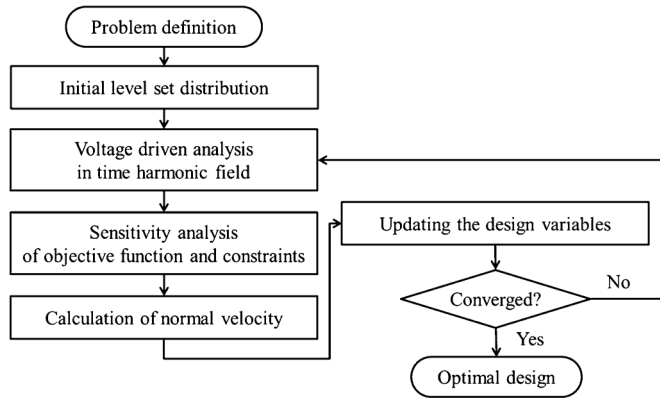 Problem definition
Initial level set distribution
Voltage driven analysis
in time harmonic field
Sensitivity analysis
of objective function and constraints
Calculation of normal velocity
Updating the design variables
Converged?
No
Yes
Optimal design